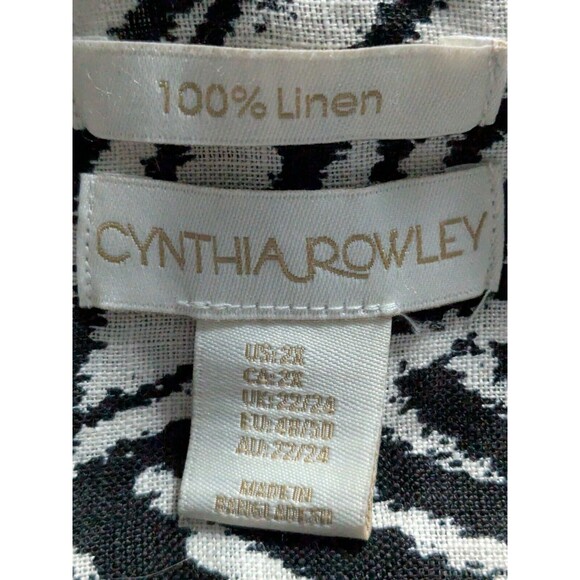 100% Linen
CYNTHIA ROWLEY
US: 2X
CA: 2X
UK: 22/24
EU: 48/50
AU: 22/24
MADE IN
BANGLADESH